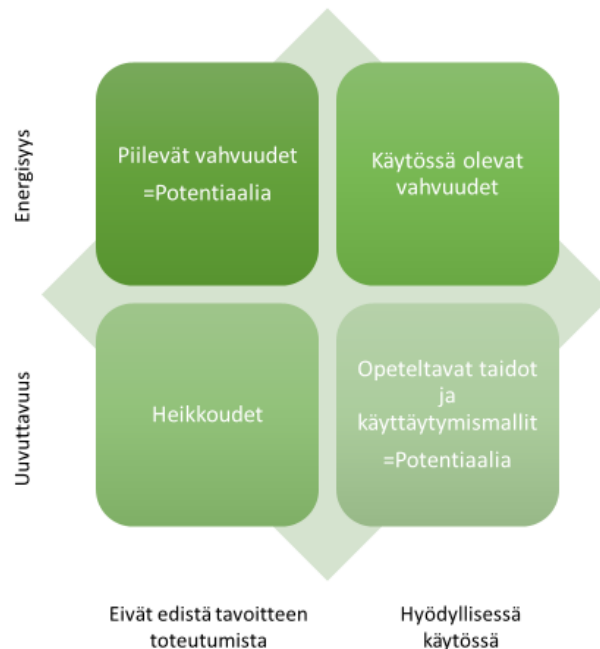 Energisyys
Piilevät vahvuudet
=Potentiaalia
Käytössä olevat
vahvuudet
Uuvuttavuus
Heikkoudet
Opeteltavat taidot
ja
käyttäytymismallit
=Potentiaalia
Eivät edistä tavoitteen
toteutumista
Hyödyllisessä
käytössä